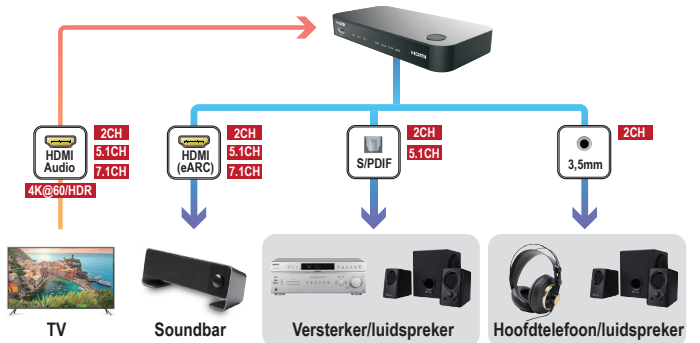 HDMI
HDMI
Audio
2CH
5.1CH
7.1CH
4K@60/HDR
HDMI
(eARC)
2CH
5.1CH
7.1CH
S/PDIF
2CH
5.1CH
3,5mm
2CH
TV
Soundbar
Versterker/luidspreker
Hoofdtelefoon/luidspreker